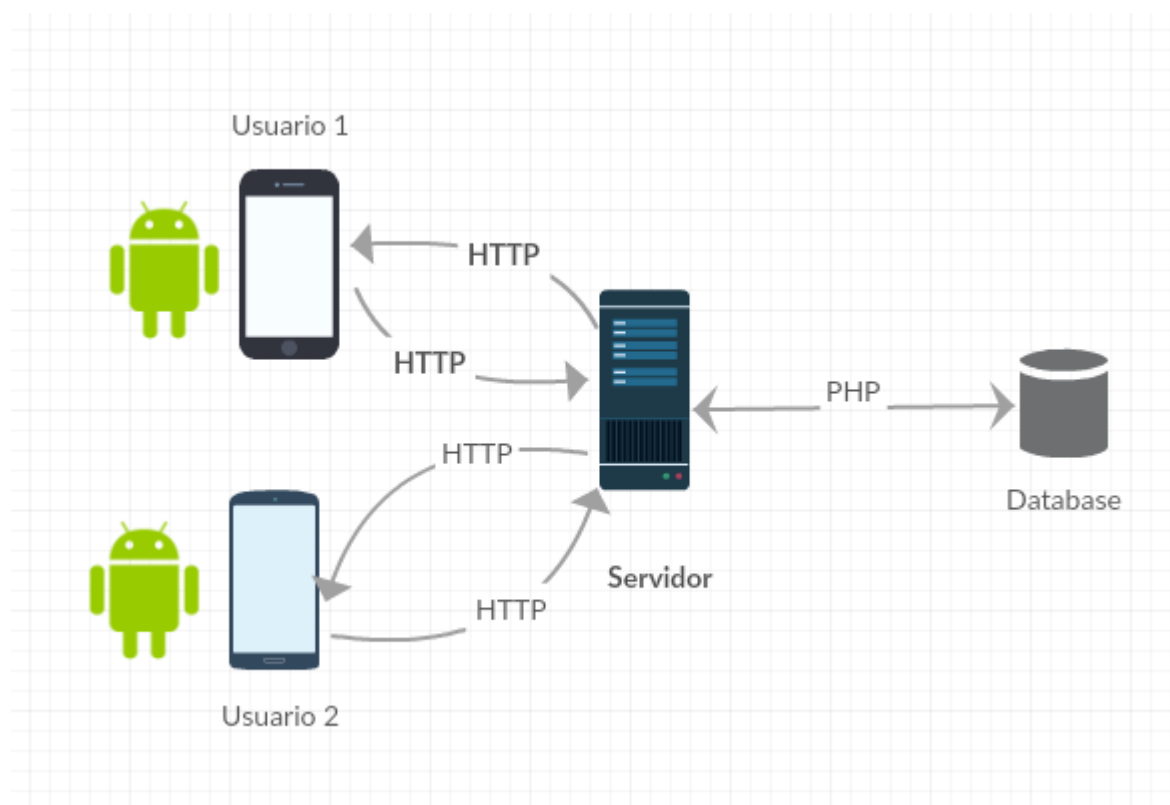 Usuario 1
HTTP
HTTP
PHP
HTTP
Database
Servidor
HTTP
Usuario 2